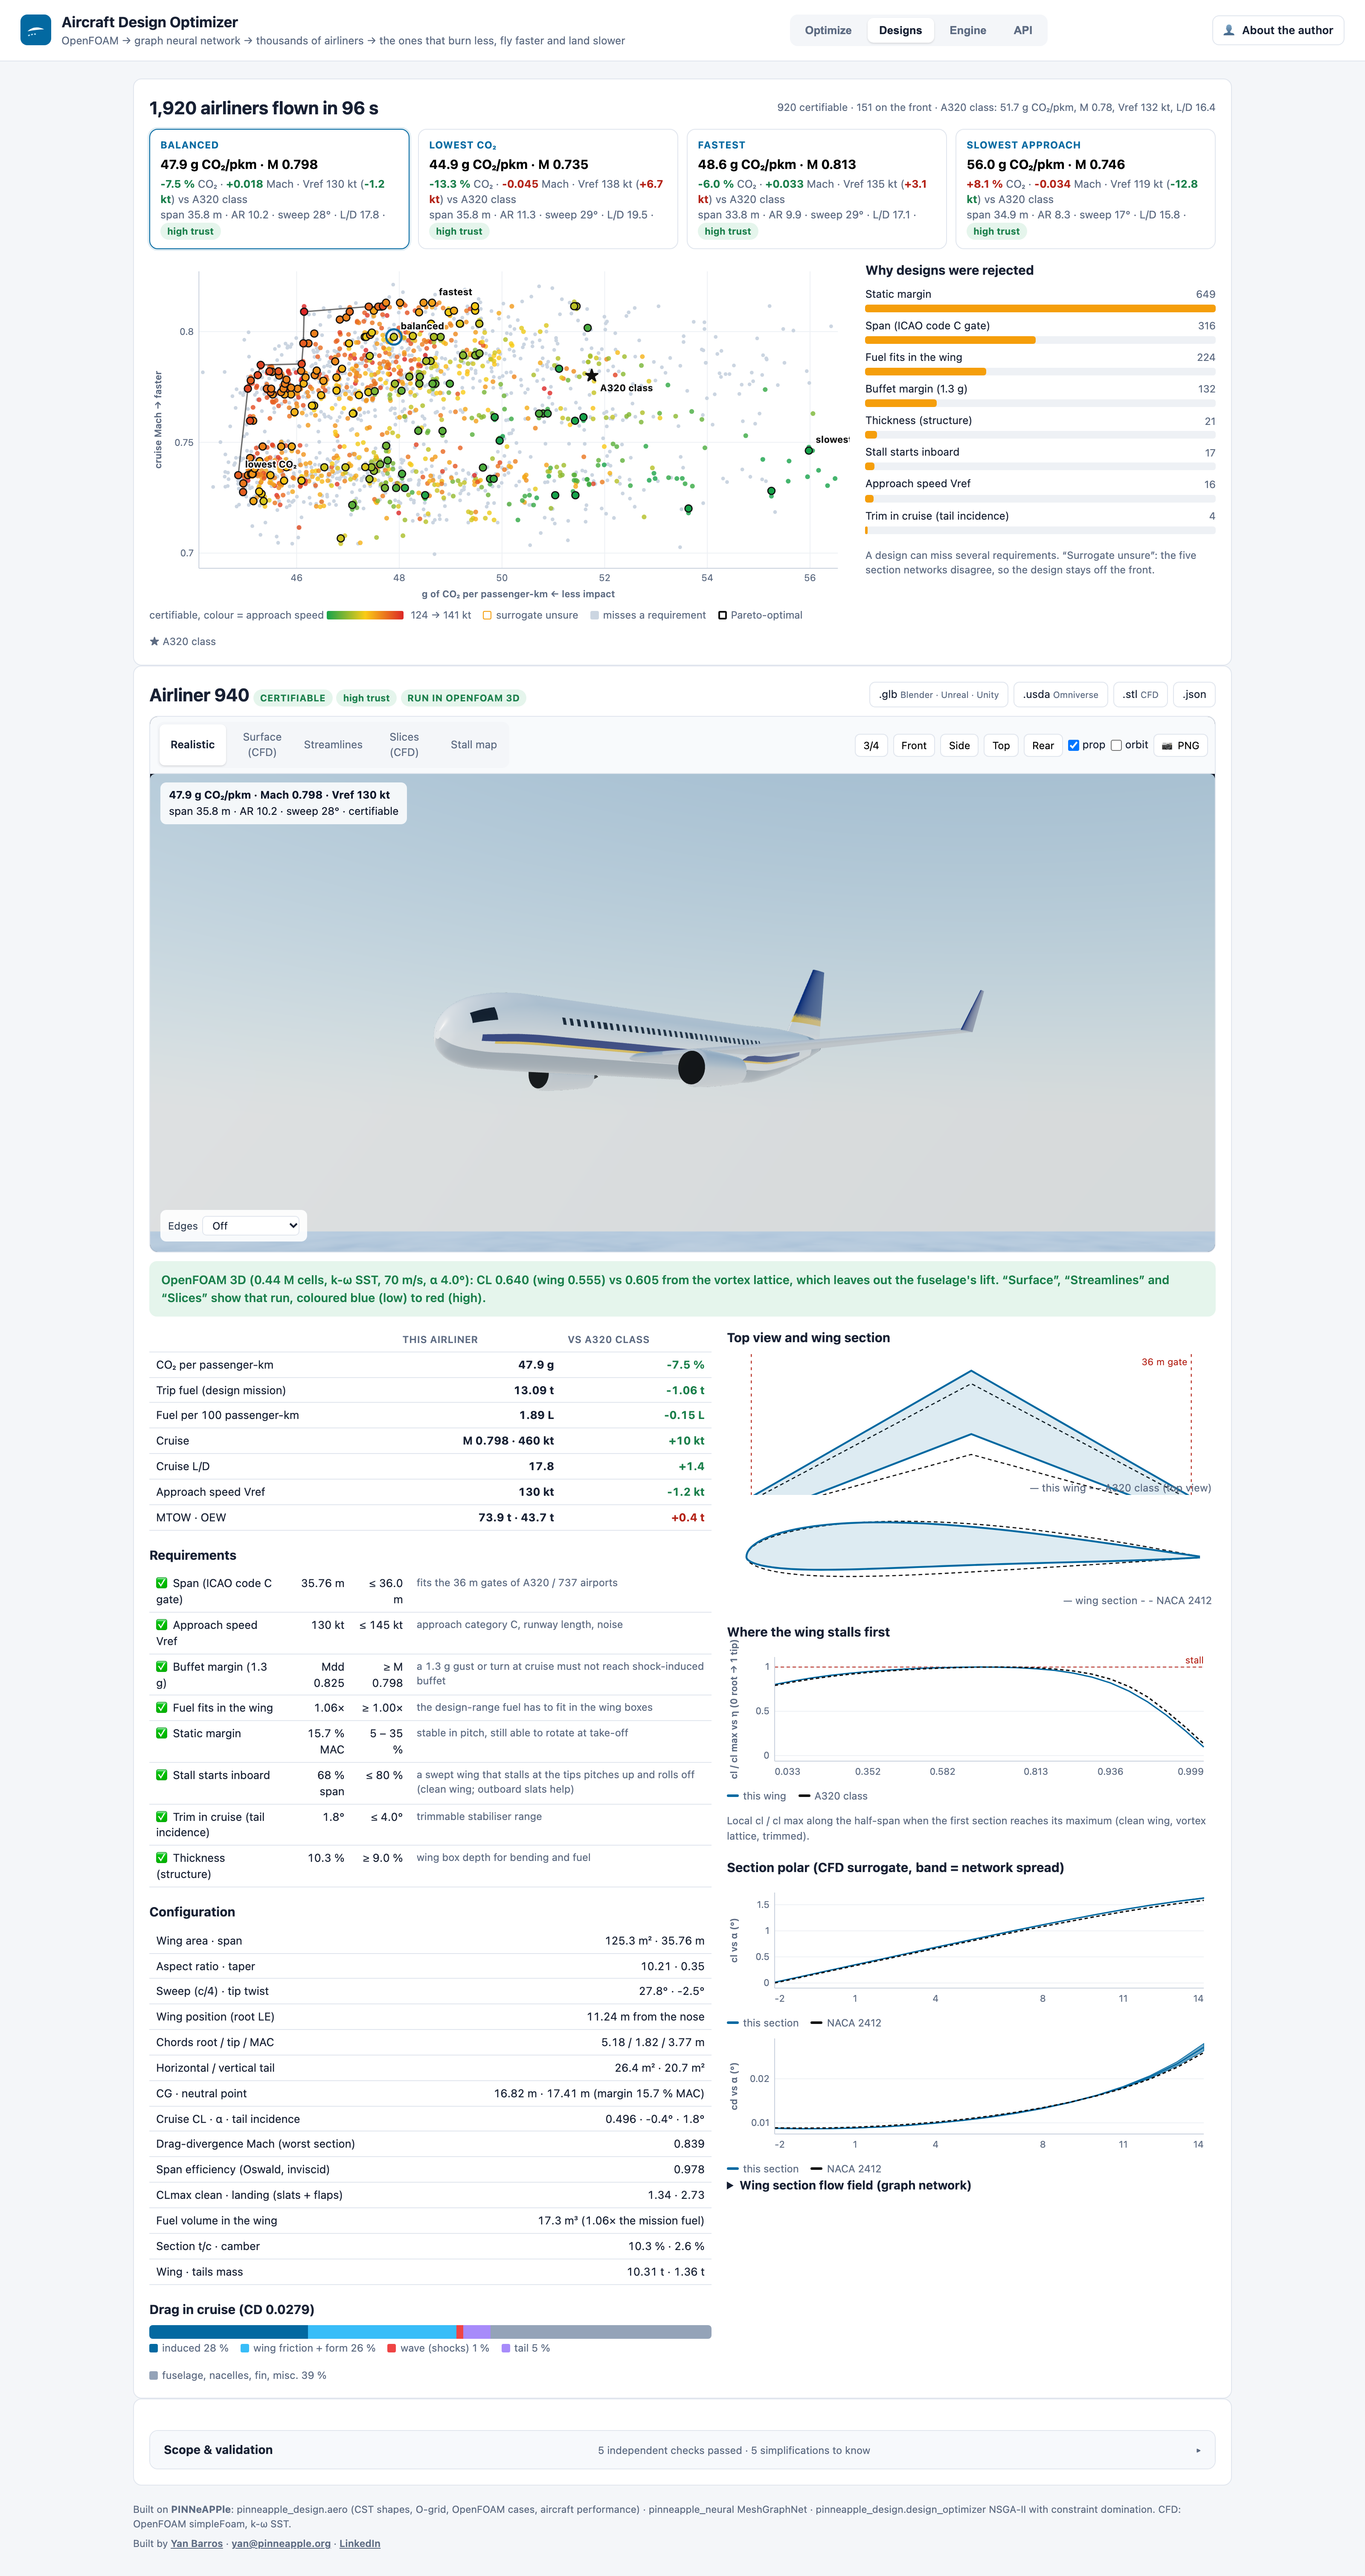 Aircraft Design Optimizer
OpenFOAM → graph neural network → thousands of airliners → the ones that burn less, fly faster and land slower
Optimize
Designs
Engine
API
About the author
1,920 airliners flown in 96 s
920 certifiable · 151 on the front · A320 class: 51.7 g CO₂/pkm, M 0.78, Vref 132 kt, L/D 16.4
BALANCED
47.9 g CO₂/pkm · M 0.798
-7.5 % CO₂ · +0.018 Mach · Vref 130 kt (-1.2
kt) vs A320 class
span 35.8 m · AR 10.2 · sweep 28° · L/D 17.8 ·
high trust
LOWEST CO₂
44.9 g CO₂/pkm · M 0.735
-13.3 % CO₂ · -0.045 Mach · Vref 138 kt (+6.7
kt) vs A320 class
span 35.8 m · AR 11.3 · sweep 29° · L/D 19.5 ·
high trust
FASTEST
48.6 g CO₂/pkm · M 0.813
-6.0 % CO₂ · +0.033 Mach · Vref 135 kt (+3.1
kt) vs A320 class
span 33.8 m · AR 9.9 · sweep 29° · L/D 17.1 ·
high trust
SLOWEST APPROACH
56.0 g CO₂/pkm · M 0.746
+8.1 % CO₂ · -0.034 Mach · Vref 119 kt (-12.8
kt) vs A320 class
span 34.9 m · AR 8.3 · sweep 17° · L/D 15.8 ·
high trust
cruise Mach → faster
0.8
0.75
0.7
fastest
balanced
A320 class
slowest
lowest CO₂
46
48
50
52
54
56
g of CO₂ per passenger-km ← less impact
certifiable, colour = approach speed 124 → 141 kt
surrogate unsure
misses a requirement
Pareto-optimal
★ A320 class
Why designs were rejected
Static margin 649
Span (ICAO code C gate) 316
Fuel fits in the wing 224
Buffet margin (1.3 g) 132
Thickness (structure) 21
Stall starts inboard 17
Approach speed Vref 16
Trim in cruise (tail incidence) 4
A design can miss several requirements. “Surrogate unsure”: the five
section networks disagree, so the design stays off the front.
Airliner 940
CERTIFIABLE
high trust
RUN IN OPENFOAM 3D
.glb Blender · Unreal · Unity
.usda Omniverse
.stl CFD
.json
Realistic
Surface
(CFD)
Streamlines
Slices
(CFD)
Stall map
3/4
Front
Side
Top
Rear
prop
orbit
PNG
47.9 g CO₂/pkm · Mach 0.798 · Vref 130 kt
span 35.8 m · AR 10.2 · sweep 28° · certifiable
Edges Off
OpenFOAM 3D (0.44 M cells, k-ω SST, 70 m/s, α 4.0°): CL 0.640 (wing 0.555) vs 0.605 from the vortex lattice, which leaves out the fuselage's lift. “Surface”, “Streamlines” and
“Slices” show that run, coloured blue (low) to red (high).
THIS AIRLINER VS A320 CLASS
CO₂ per passenger-km 47.9 g -7.5 %
Trip fuel (design mission) 13.09 t -1.06 t
Fuel per 100 passenger-km 1.89 L -0.15 L
Cruise M 0.798 · 460 kt +10 kt
Cruise L/D 17.8 +1.4
Approach speed Vref 130 kt -1.2 kt
MTOW · OEW 73.9 t · 43.7 t +0.4 t
Requirements
✅ Span (ICAO code C 35.76 m ≤ 36.0 fits the 36 m gates of A320 / 737 airports
gate) m
✅ Approach speed 130 kt ≤ 145 kt approach category C, runway length, noise
Vref
✅ Buffet margin (1.3 Mdd ≥ M a 1.3 g gust or turn at cruise must not reach shock-induced
g) 0.825 0.798 buffet
✅ Fuel fits in the wing 1.06× ≥ 1.00× the design-range fuel has to fit in the wing boxes
✅ Static margin 15.7 % 5 – 35 stable in pitch, still able to rotate at take-off
MAC %
✅ Stall starts inboard 68 % ≤ 80 % a swept wing that stalls at the tips pitches up and rolls off
span (clean wing; outboard slats help)
✅ Trim in cruise (tail 1.8° ≤ 4.0° trimmable stabiliser range
incidence)
✅ Thickness 10.3 % ≥ 9.0 % wing box depth for bending and fuel
(structure)
Configuration
Wing area · span 125.3 m² · 35.76 m
Aspect ratio · taper 10.21 · 0.35
Sweep (c/4) · tip twist 27.8° · -2.5°
Wing position (root LE) 11.24 m from the nose
Chords root / tip / MAC 5.18 / 1.82 / 3.77 m
Horizontal / vertical tail 26.4 m² · 20.7 m²
CG · neutral point 16.82 m · 17.41 m (margin 15.7 % MAC)
Cruise CL · α · tail incidence 0.496 · -0.4° · 1.8°
Drag-divergence Mach (worst section) 0.839
Span efficiency (Oswald, inviscid) 0.978
CLmax clean · landing (slats + flaps) 1.34 · 2.73
Fuel volume in the wing 17.3 m³ (1.06× the mission fuel)
Section t/c · camber 10.3 % · 2.6 %
Wing · tails mass 10.31 t · 1.36 t
Drag in cruise (CD 0.0279)
induced 28 % wing friction + form 26 % wave (shocks) 1 % tail 5 %
fuselage, nacelles, fin, misc. 39 %
Top view and wing section
36 m gate
— this wing - - A320 class (top view)
— wing section - - NACA 2412
Where the wing stalls first
cl / cl max vs η (0 root → 1 tip)
stall
1
0.5
0
0.033 0.352 0.582 0.813 0.936 0.999
this wing A320 class
Local cl / cl max along the half-span when the first section reaches its maximum (clean wing, vortex
lattice, trimmed).
Section polar (CFD surrogate, band = network spread)
cl vs α (°)
1.5
1
0.5
0
-2 1 4 8 11 14
this section NACA 2412
cd vs α (°)
0.02
0.01
-2 1 4 8 11 14
this section NACA 2412
▶ Wing section flow field (graph network)
Scope & validation 5 independent checks passed · 5 simplifications to know ▸
Built on PINNeAPPle: pinneapple_design.aero (CST shapes, O-grid, OpenFOAM cases, aircraft performance) · pinneapple_neural MeshGraphNet · pinneapple_design.design_optimizer NSGA-II with constraint domination. CFD:
OpenFOAM simpleFoam, k-ω SST.
Built by Yan Barros · yan@pinneapple.org · LinkedIn